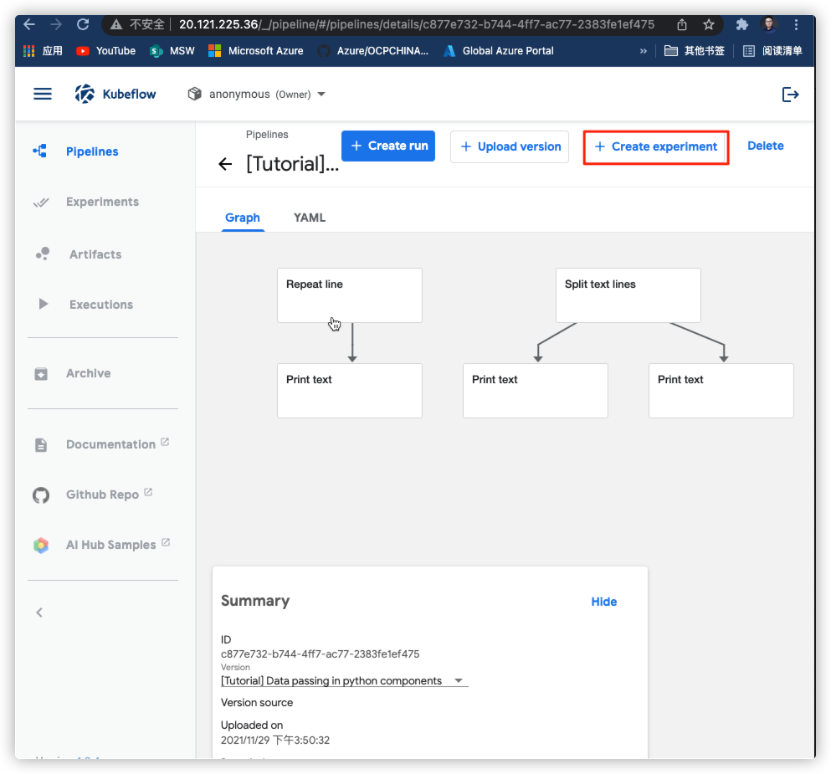 不安全 | 20.121.225.36/_/pipeline/#/pipelines/details/c877e732-b744-4ff7-ac77-2383fe1ef475
应用 YouTube MSW Microsoft Azure Azure/OCPCHINA... Global Azure Portal » 其他书签 阅读清单
Kubeflow anonymous (Owner)
Pipelines
[Tutorial]...
+ Create run + Upload version + Create experiment Delete
Pipelines
Experiments
Artifacts
Executions
Archive
Documentation
Github Repo
AI Hub Samples
Graph YAML
Repeat line Split text lines
Print text Print text Print text
Summary Hide
ID
c877e732-b744-4ff7-ac77-2383fe1ef475
Version
[Tutorial] Data passing in python components
Version source
Uploaded on
2021/11/29 下午3:50:32